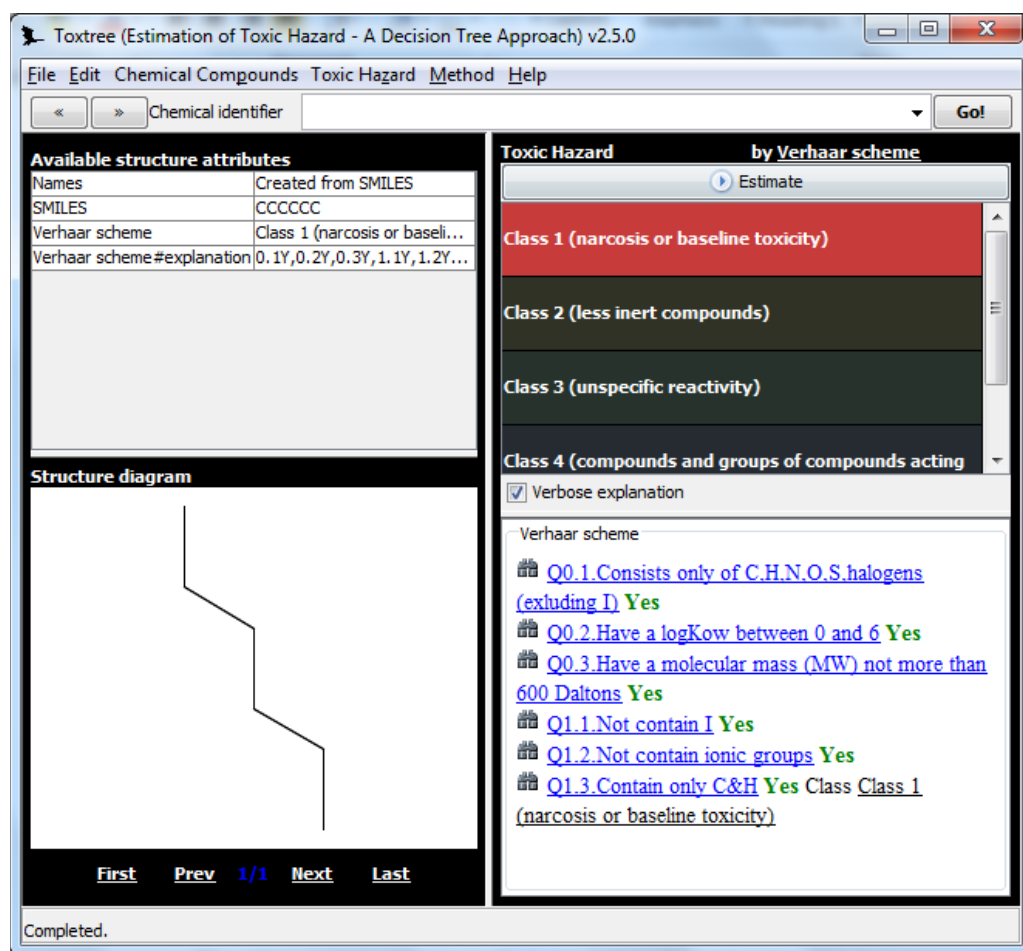 Toxtree (Estimation of Toxic Hazard - A Decision Tree Approach) v2.5.0
File Edit Chemical Compounds Toxic Hazard Method Help
« » Chemical identifier Go!
Available structure attributes
Names Created from SMILES
SMILES CCCCCC
Verhaar scheme Class 1 (narcosis or baseli...
Verhaar scheme#explanation 0.1Y,0.2Y,0.3Y,1.1Y,1.2Y...
Structure diagram
First Prev 1/1 Next Last
Toxic Hazard by Verhaar scheme
Estimate
Class 1 (narcosis or baseline toxicity)
Class 2 (less inert compounds)
Class 3 (unspecific reactivity)
Class 4 (compounds and groups of compounds acting
Verbose explanation
Verhaar scheme
Q0.1.Consists only of C,H,N,O,S,halogens
(exluding I) Yes
Q0.2.Have a logKow between 0 and 6 Yes
Q0.3.Have a molecular mass (MW) not more than
600 Daltons Yes
Q1.1.Not contain I Yes
Q1.2.Not contain ionic groups Yes
Q1.3.Contain only C&H Yes Class Class 1
(narcosis or baseline toxicity)
Completed.